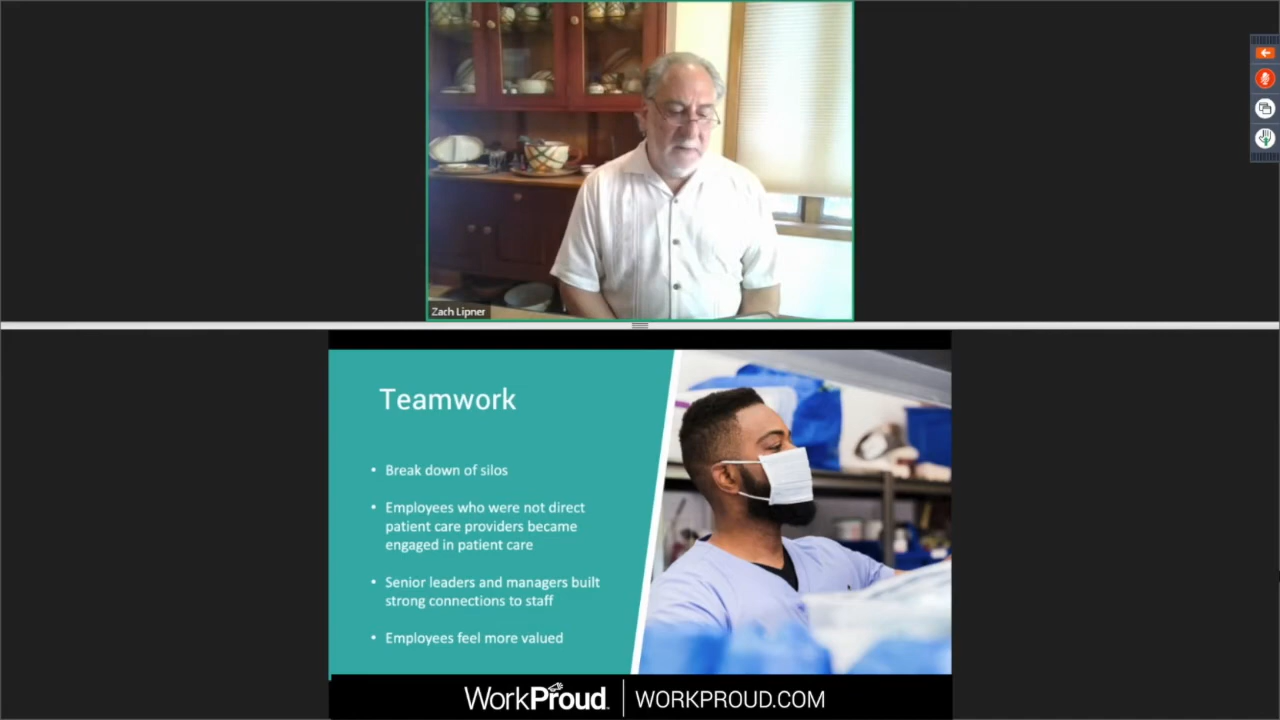 Zach Lipner
Teamwork
• Break down of silos
• Employees who were not direct
patient care providers became
engaged in patient care
• Senior leaders and managers built
strong connections to staff
• Employees feel more valued
WorkProud | WORKPROUD.COM